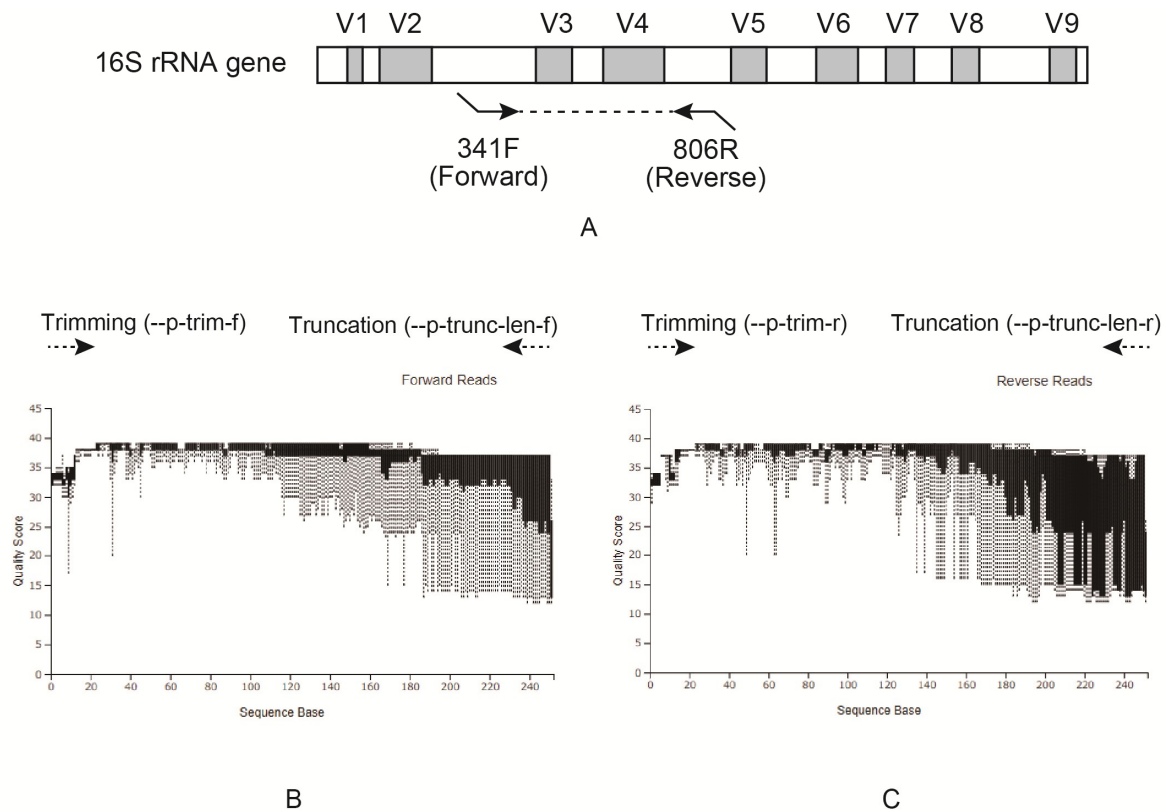 V1 V2 V3 V4 V5 V6 V7 V8 V9
16S rRNA gene
341F
(Forward)
806R
(Reverse)
A
Trimming (--p-trim-f)
Truncation (--p-trunc-len-f)
Forward Reads
45
40
35
30
25
20
15
10
5
0
Quality Score
0 20 40 60 80 100 120 140 160 180 200 220 240
Sequence Base
B
Trimming (--p-trim-r)
Truncation (--p-trunc-len-r)
Reverse Reads
45
40
35
30
25
20
15
10
5
0
Quality Score
0 20 40 60 80 100 120 140 160 180 200 220 240
Sequence Base
C